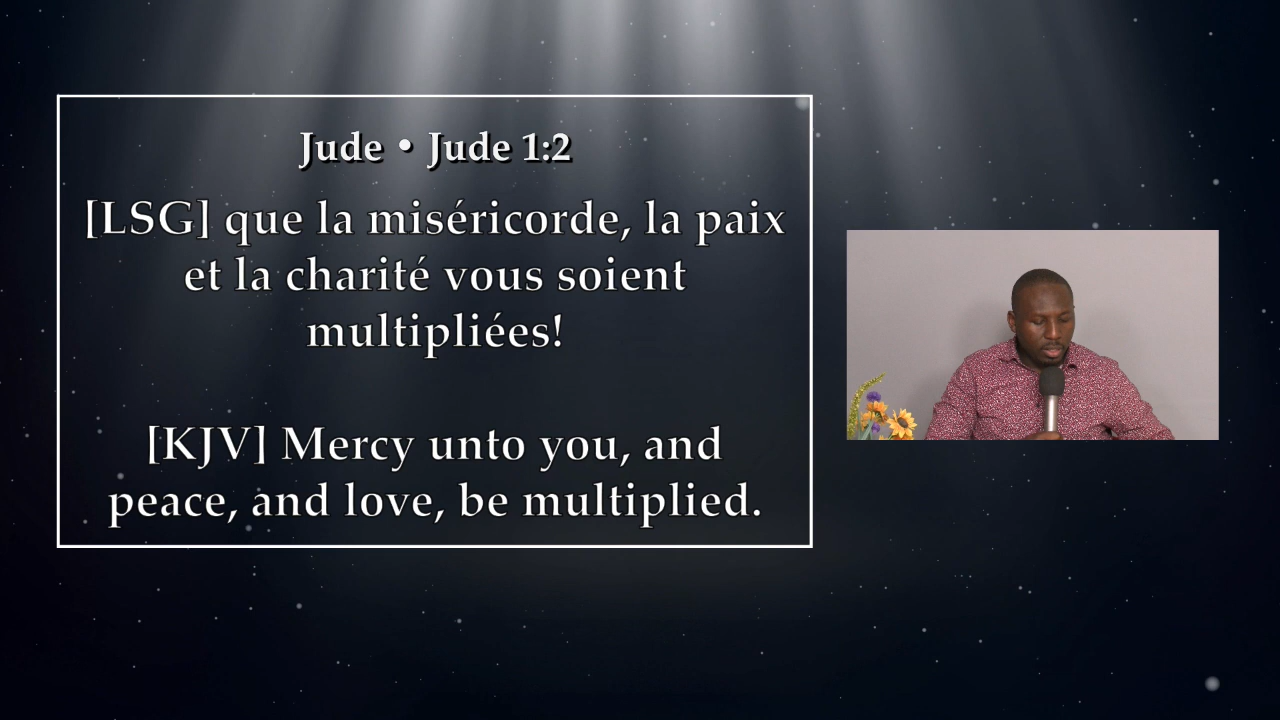 Jude • Jude 1:2
[LSG] que la miséricorde, la paix
et la charité vous soient
multipliées!
[KJV] Mercy unto you, and
peace, and love, be multiplied.